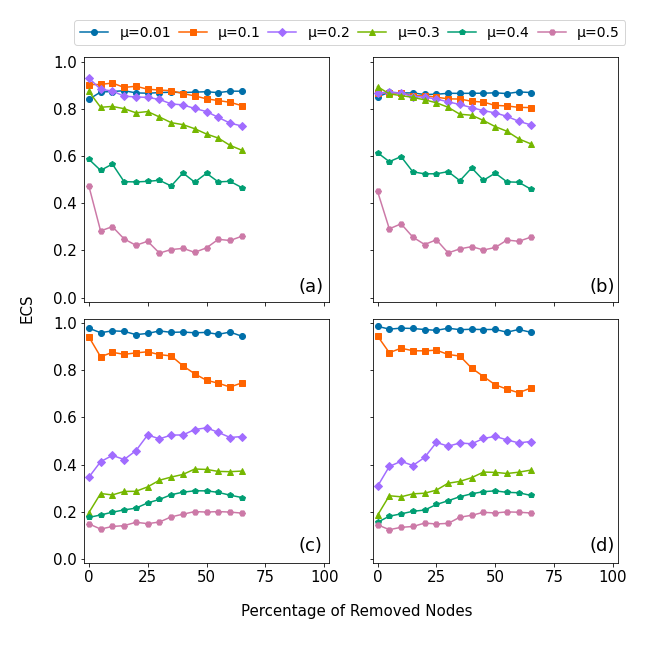 μ=0.01 μ=0.1 μ=0.2 μ=0.3 μ=0.4 μ=0.5
1.0
0.8
0.6
0.4
0.2
0.0
(a)
(b)
ECS
1.0
0.8
0.6
0.4
0.2
0.0
(c)
(d)
0 25 50 75 100 0 25 50 75 100
Percentage of Removed Nodes